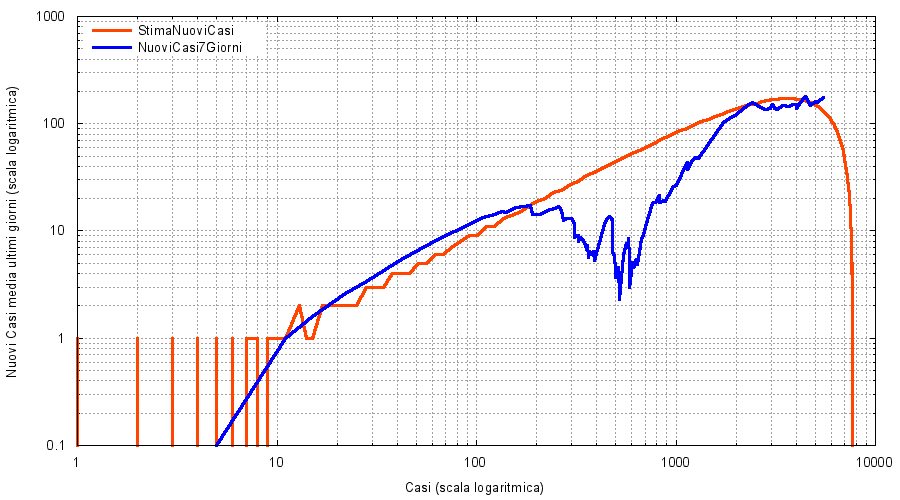 1000
StimaNuoviCasi
NuoviCasi7Giorni
100
10
1
0.1
Nuovi Casi media ultimi giorni (scala logaritmica)
1 10 100 1000 10000
Casi (scala logaritmica)